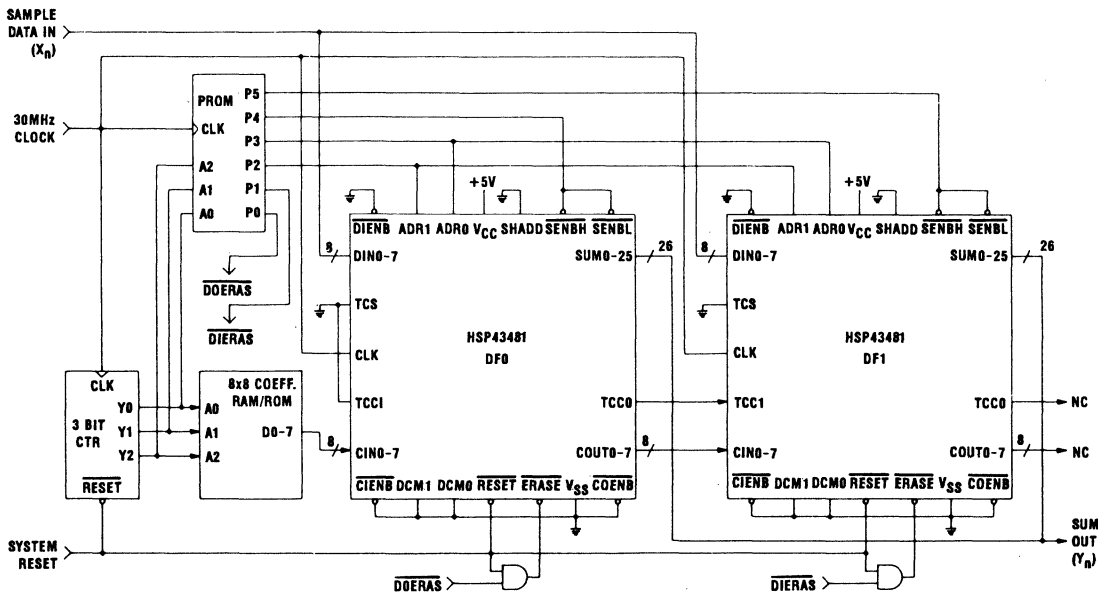 SAMPLE
DATA IN
(Xn)
30MHz
CLOCK
PROM
CLK
A2
A1
A0
P5
P4
P3
P2
P1
P0
DOERAS
DIERAS
CLK
3 BIT
CTR
Y0
Y1
Y2
RESET
8x8 COEFF.
RAM/ROM
A0
A1
A2
D0-7
+5V
DIENB ADR1 ADR0 VCC SHADD SENBH SENBL
8
DIN0-7
SUM0-25
26
TCS
HSP43481
DF0
CLK
TCCI
TCCO
8
CIN0-7
COUT0-7
8
CIENB DCM1 DCM0 RESET ERASE VSS COENB
+5V
DIENB ADR1 ADR0 VCC SHADD SENBH SENBL
8
DIN0-7
SUM0-25
26
TCS
HSP43481
DF1
CLK
TCC1
TCCO
NC
CIN0-7
COUT0-7
8
NC
CIENB DCM1 DCM0 RESET ERASE VSS COENB
SYSTEM
RESET
DOERAS
DIERAS
SUM
OUT
(Yn)